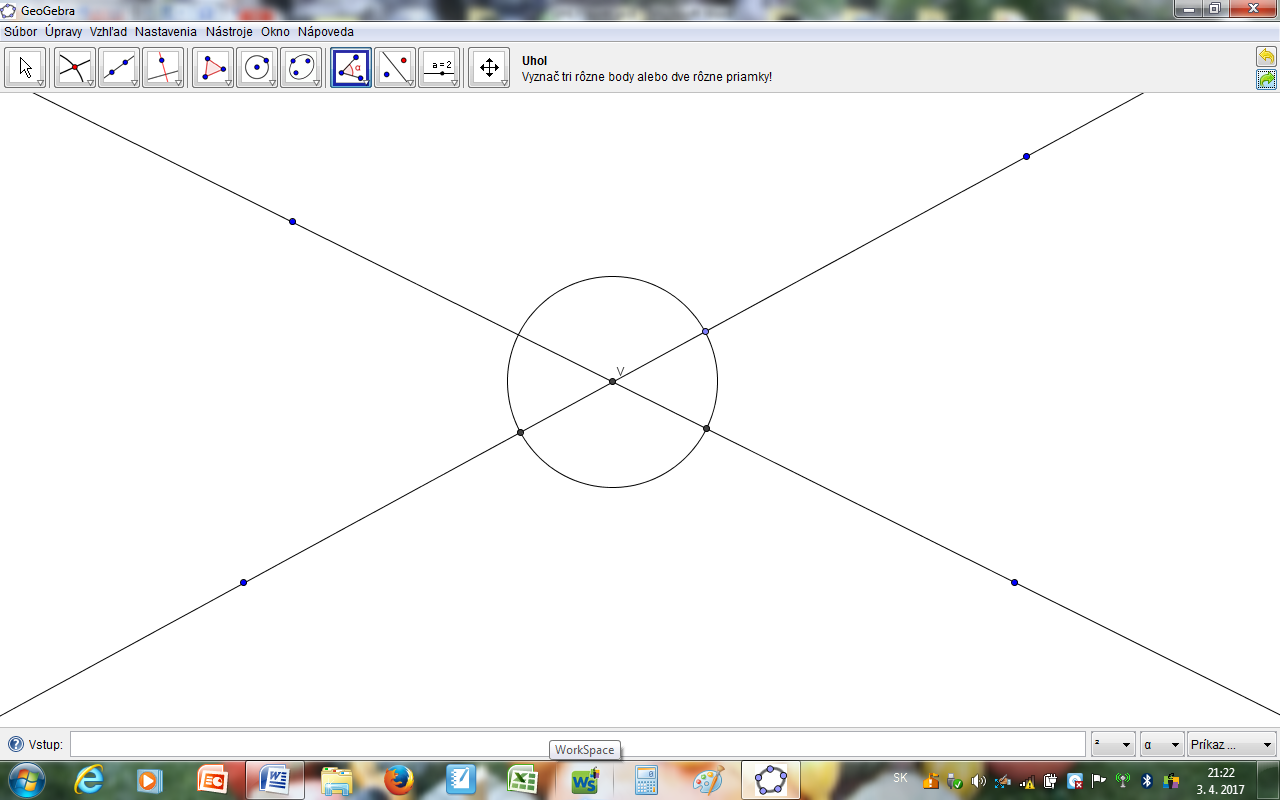 GeoGebra
Súbor Úpravy Vzhľad Nastavenia Nástroje Okno Nápoveda
a = 2
Uhol
Vyznač tri rôzne body alebo dve rôzne priamky!
α
V
Vstup:
² α Príkaz ...
WorkSpace
SK
21:22
3. 4. 2017